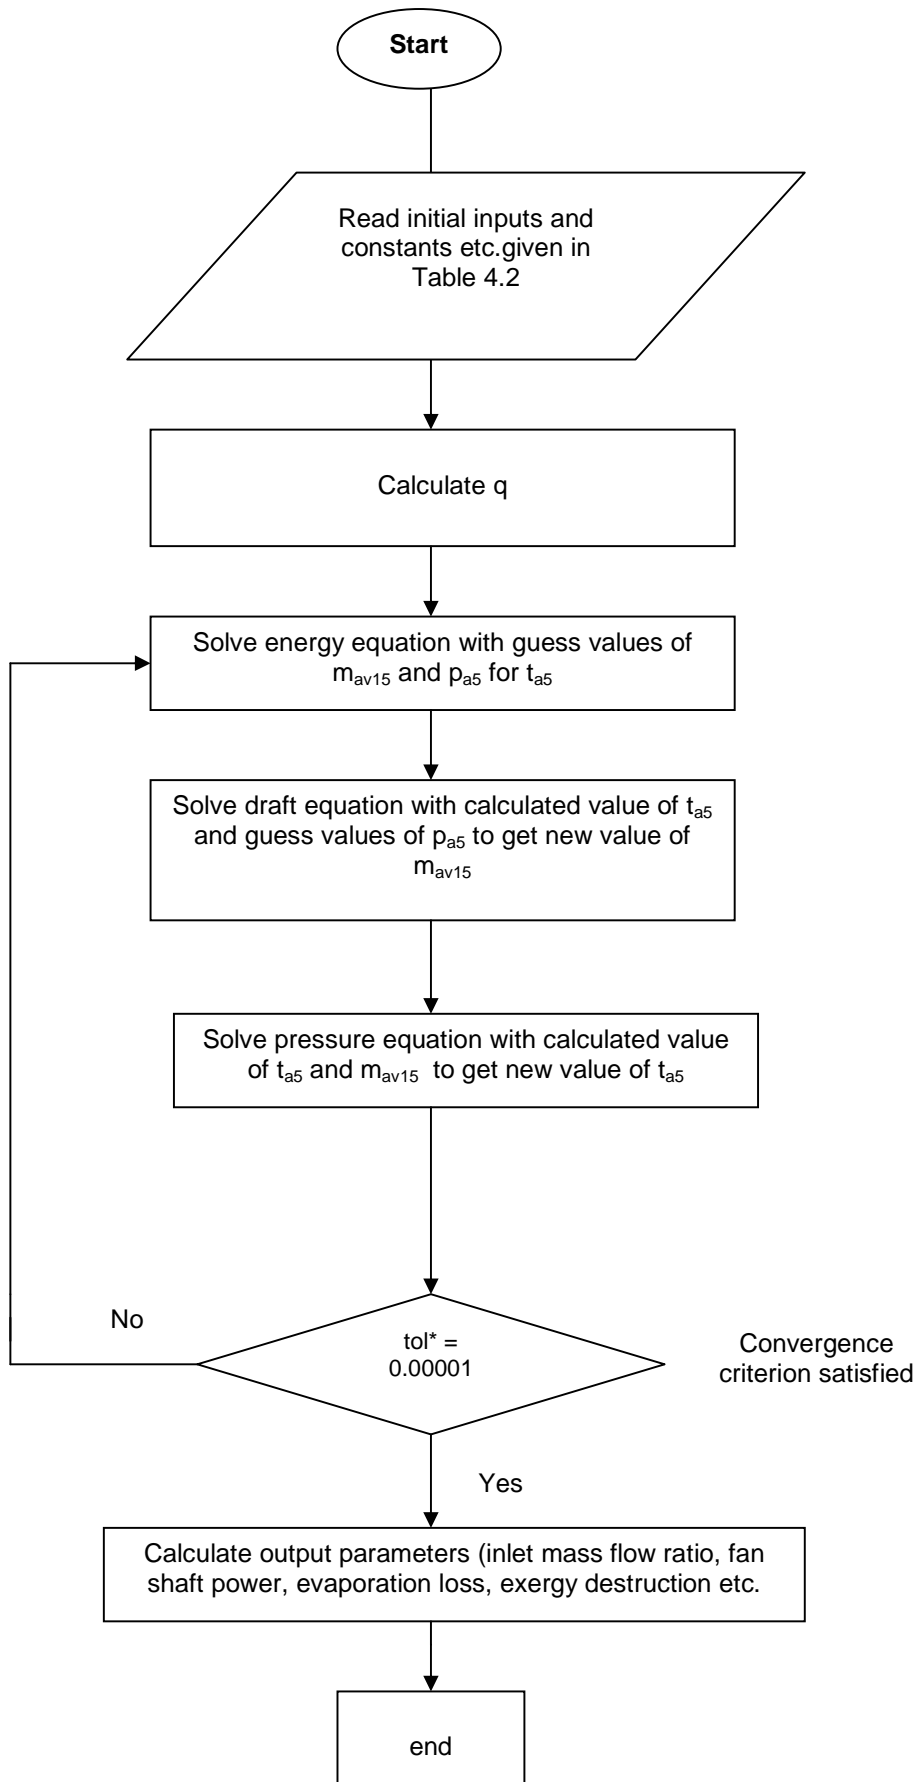 Start
Read initial inputs and
constants etc.given in
Table 4.2
Calculate q
Solve energy equation with guess values of
mav15 and pa5 for ta5
Solve draft equation with calculated value of ta5
and guess values of pa5 to get new value of
mav15
Solve pressure equation with calculated value
of ta5 and mav15 to get new value of ta5
No
tol* =
0.00001
Convergence
criterion satisfied
Yes
Calculate output parameters (inlet mass flow ratio, fan
shaft power, evaporation loss, exergy destruction etc.
end